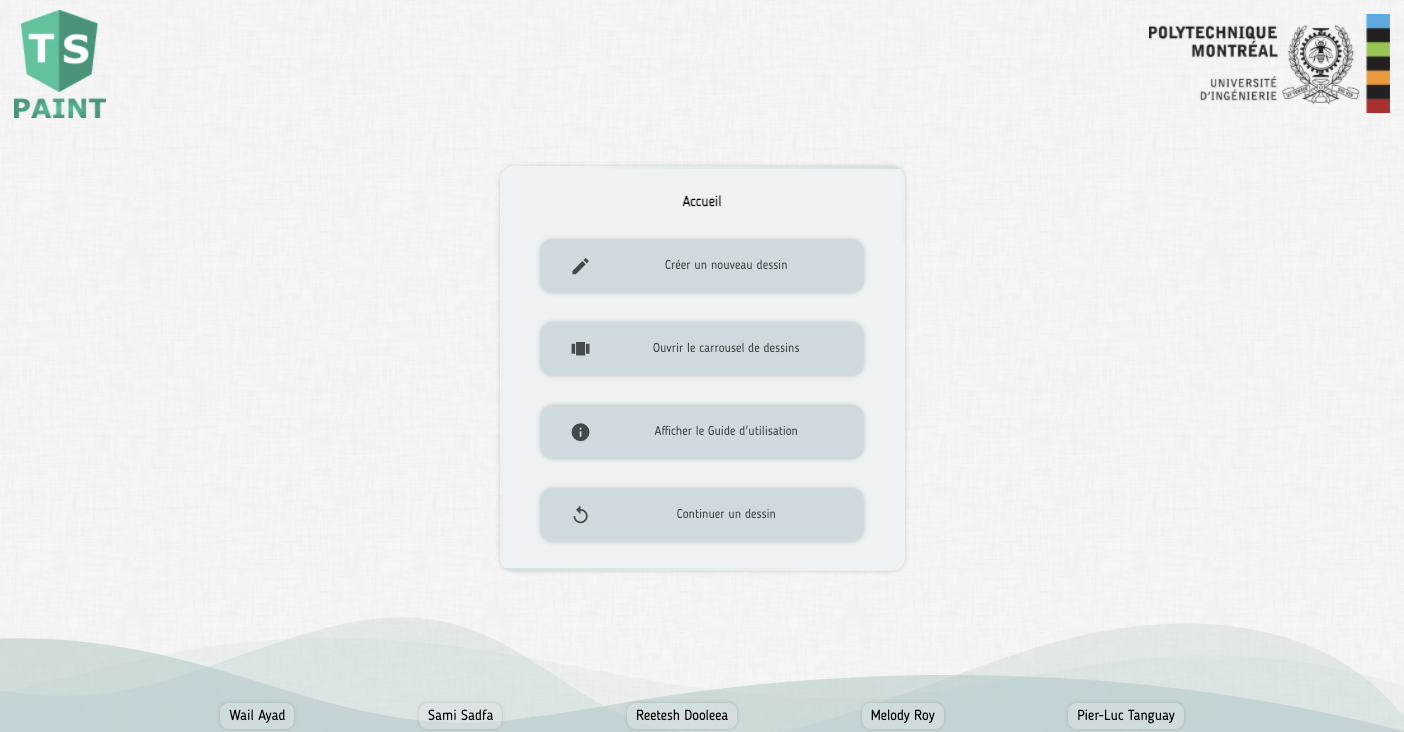 TS
PAINT
POLYTECHNIQUE
MONTRÉAL
UNIVERSITÉ
D'INGÉNIERIE
Accueil
Créer un nouveau dessin
Ouvrir le carrousel de dessins
Afficher le Guide d'utilisation
Continuer un dessin
Wail Ayad
Sami Sadfa
Reetesh Dooleea
Melody Roy
Pier-Luc Tanguay